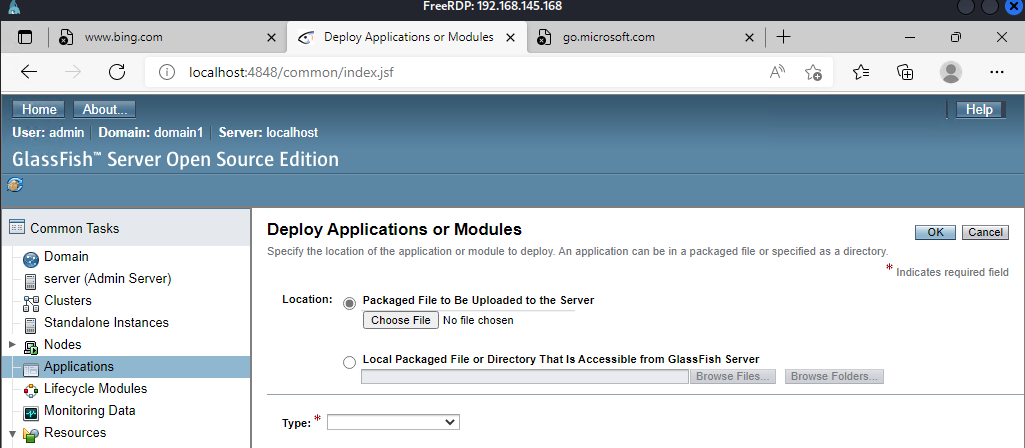 FreeRDP: 192.168.145.168
www.bing.com
Deploy Applications or Modules
go.microsoft.com
localhost:4848/common/index.jsf
Home About... Help
User: admin Domain: domain1 Server: localhost
GlassFish™ Server Open Source Edition
Common Tasks
Domain
server (Admin Server)
Clusters
Standalone Instances
Nodes
Applications
Lifecycle Modules
Monitoring Data
Resources
Deploy Applications or Modules
OK Cancel
Specify the location of the application or module to deploy. An application can be in a packaged file or specified as a directory.
* Indicates required field
Location: Packaged File to Be Uploaded to the Server
Choose File No file chosen
Local Packaged File or Directory That Is Accessible from GlassFish Server
Browse Files... Browse Folders...
Type: *